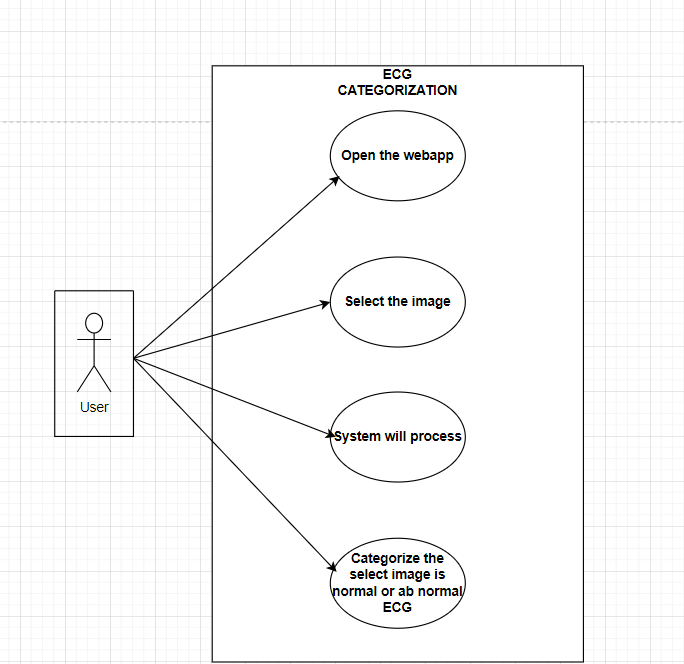 ECG
CATEGORIZATION
Open the webapp
Select the image
User
System will process
Categorize the
select image is
normal or ab normal
ECG